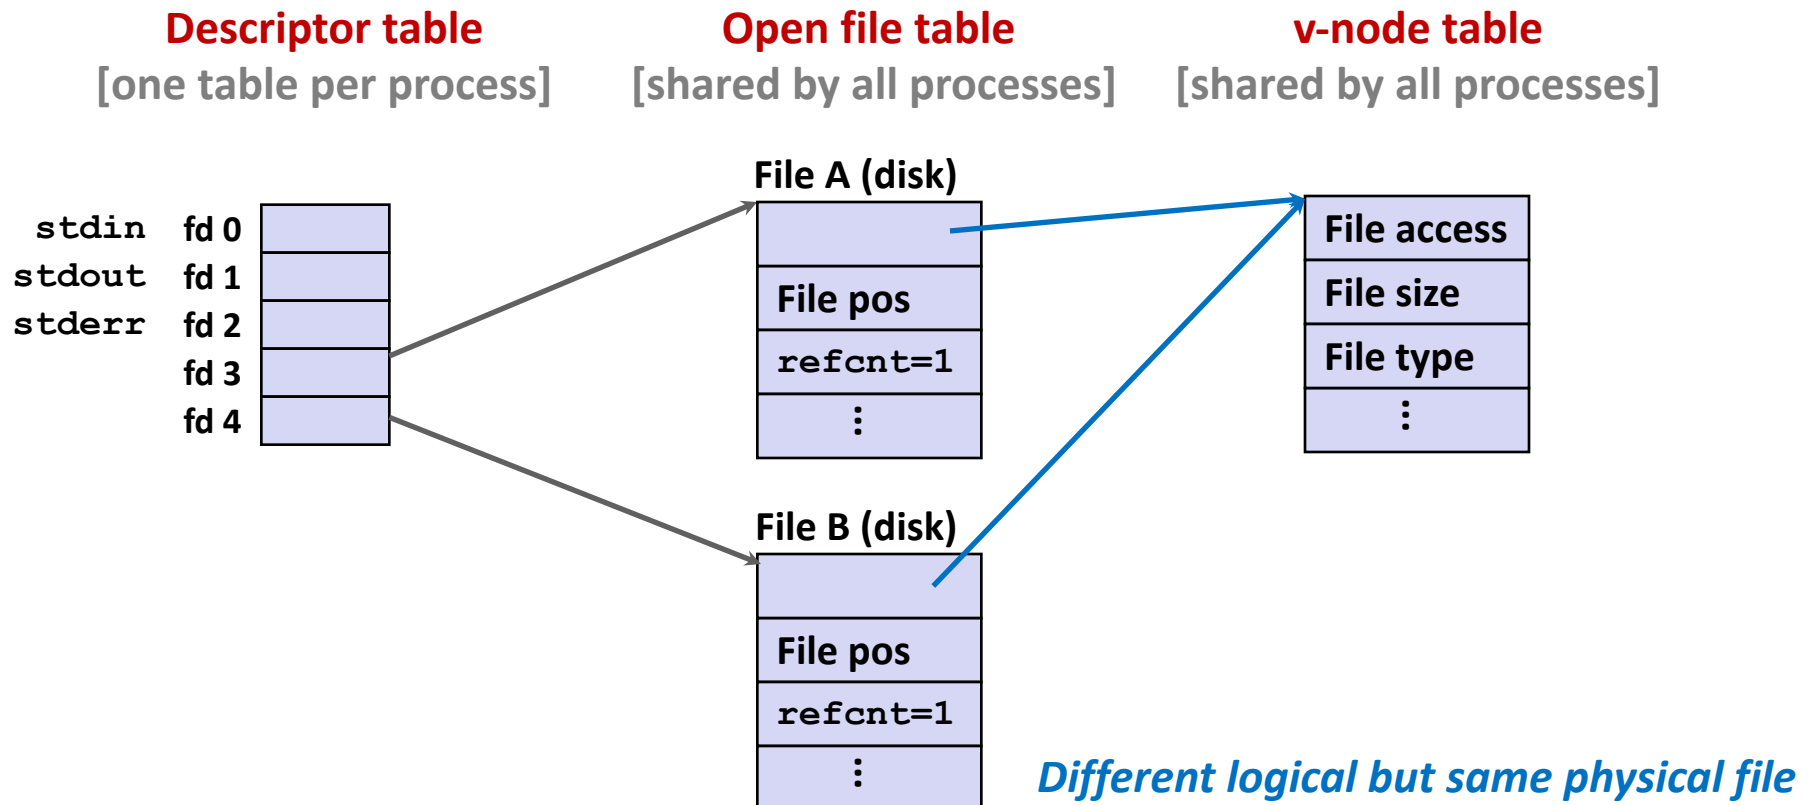 Descriptor table
[one table per process]
Open file table
[shared by all processes]
v-node table
[shared by all processes]
stdin fd 0
stdout fd 1
stderr fd 2
fd 3
fd 4
File A (disk)
File pos
refcnt=1
⋮
File B (disk)
File pos
refcnt=1
⋮
File access
File size
File type
⋮
Different logical but same physical file